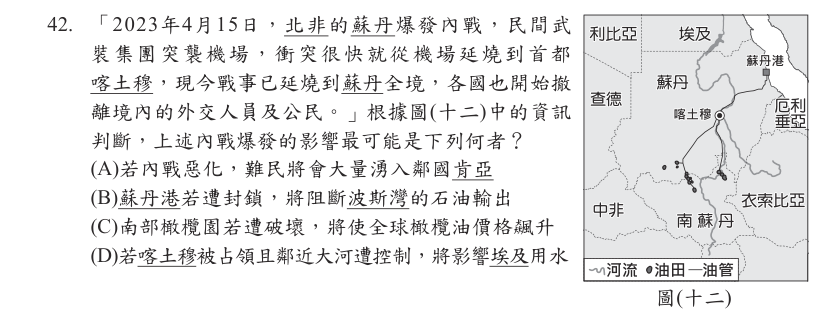 42. 「2023年4月15日，北非的蘇丹爆發內戰，民間武
裝集團突襲機場，衝突很快就從機場延燒到首都
喀土穆，現今戰事已延燒到蘇丹全境，各國也開始撤
離境內的外交人員及公民。」根據圖(十二)中的資訊
判斷，上述內戰爆發的影響最可能是下列何者？
(A)若內戰惡化，難民將會大量湧入鄰國肯亞
(B)蘇丹港若遭封鎖，將阻斷波斯灣的石油輸出
(C)南部橄欖園若遭破壞，將使全球橄欖油價格飆升
(D)若喀土穆被占領且鄰近大河遭控制，將影響埃及用水
利比亞
埃及
蘇丹港
蘇丹
查德
喀土穆
厄利
垂亞
衣索比亞
中非
南蘇丹
河流 油田 油管
圖(十二)